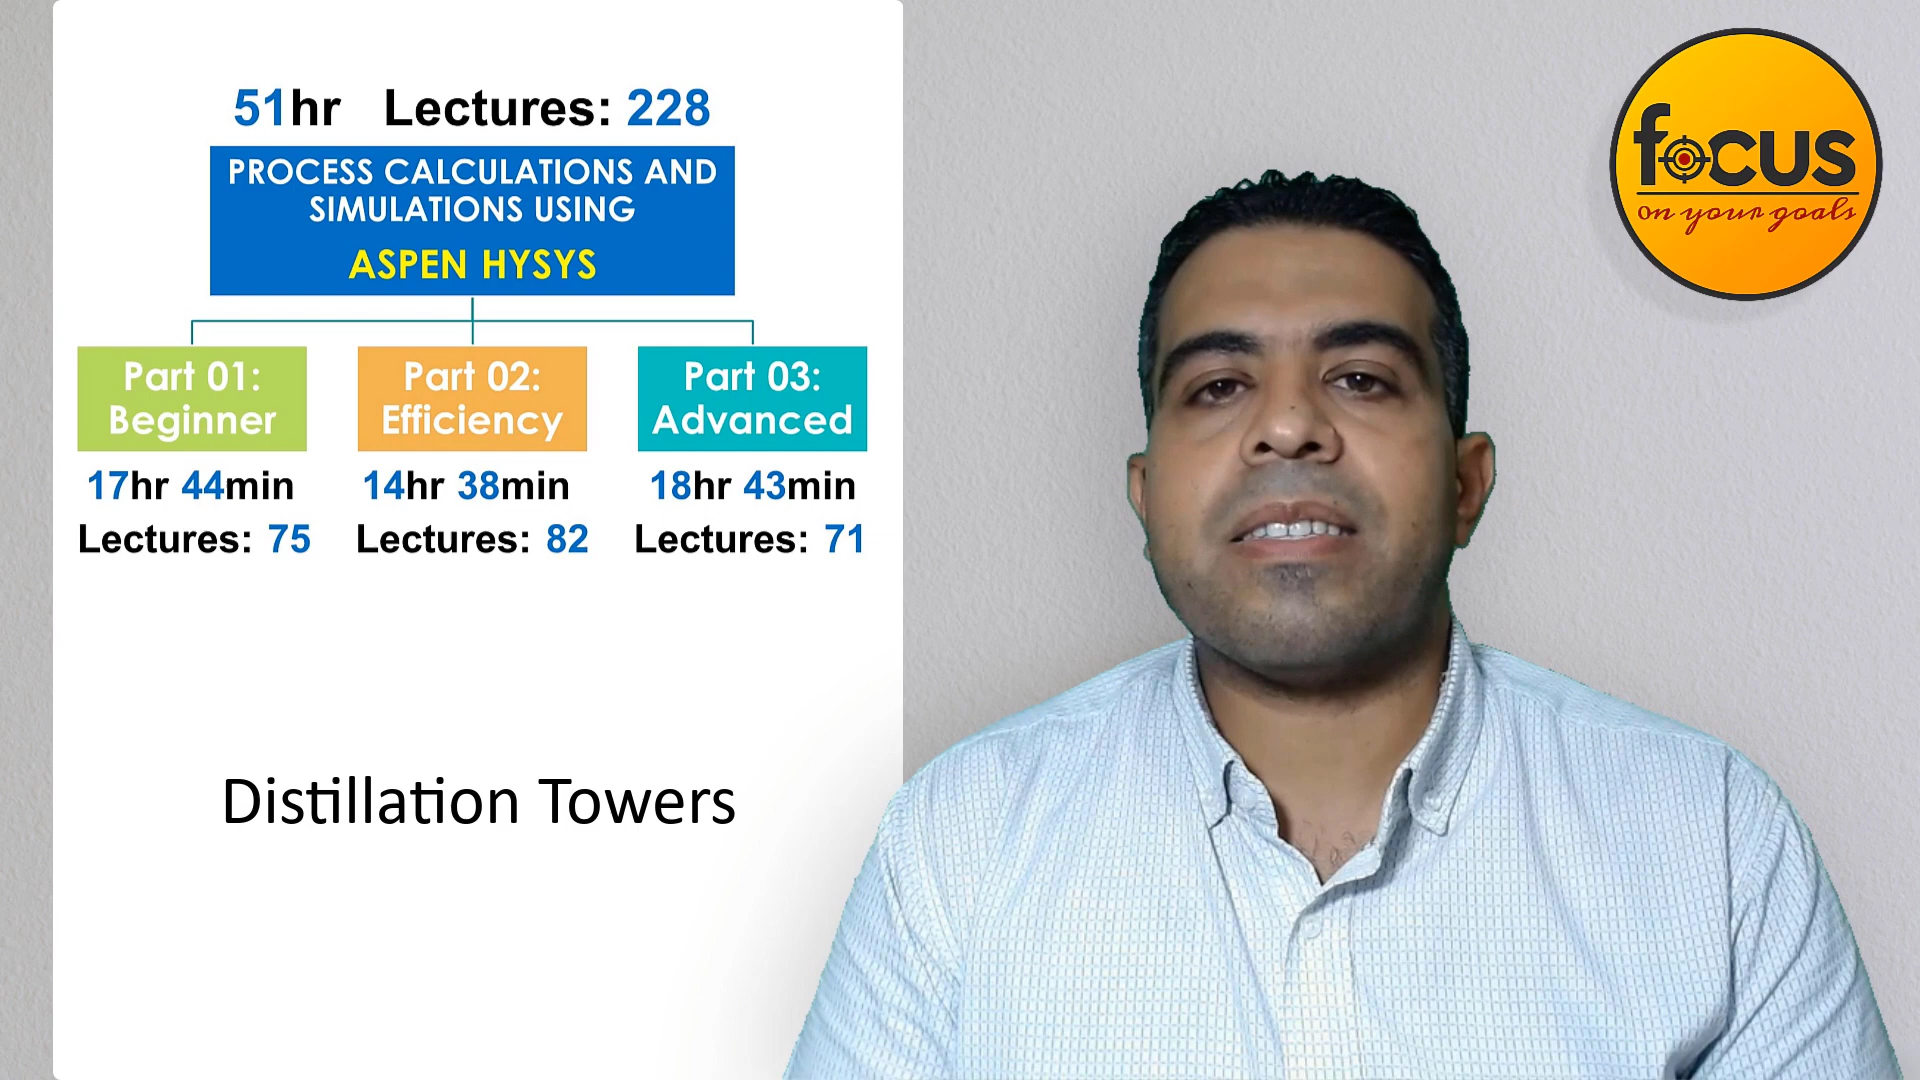 51hr Lectures: 228
PROCESS CALCULATIONS AND
SIMULATIONS USING
ASPEN HYSYS
Part 01:
Beginner
17hr 44min
Lectures: 75
Part 02:
Efficiency
14hr 38min
Lectures: 82
Part 03:
Advanced
18hr 43min
Lectures: 71
Distillation Towers
focus
on your goals